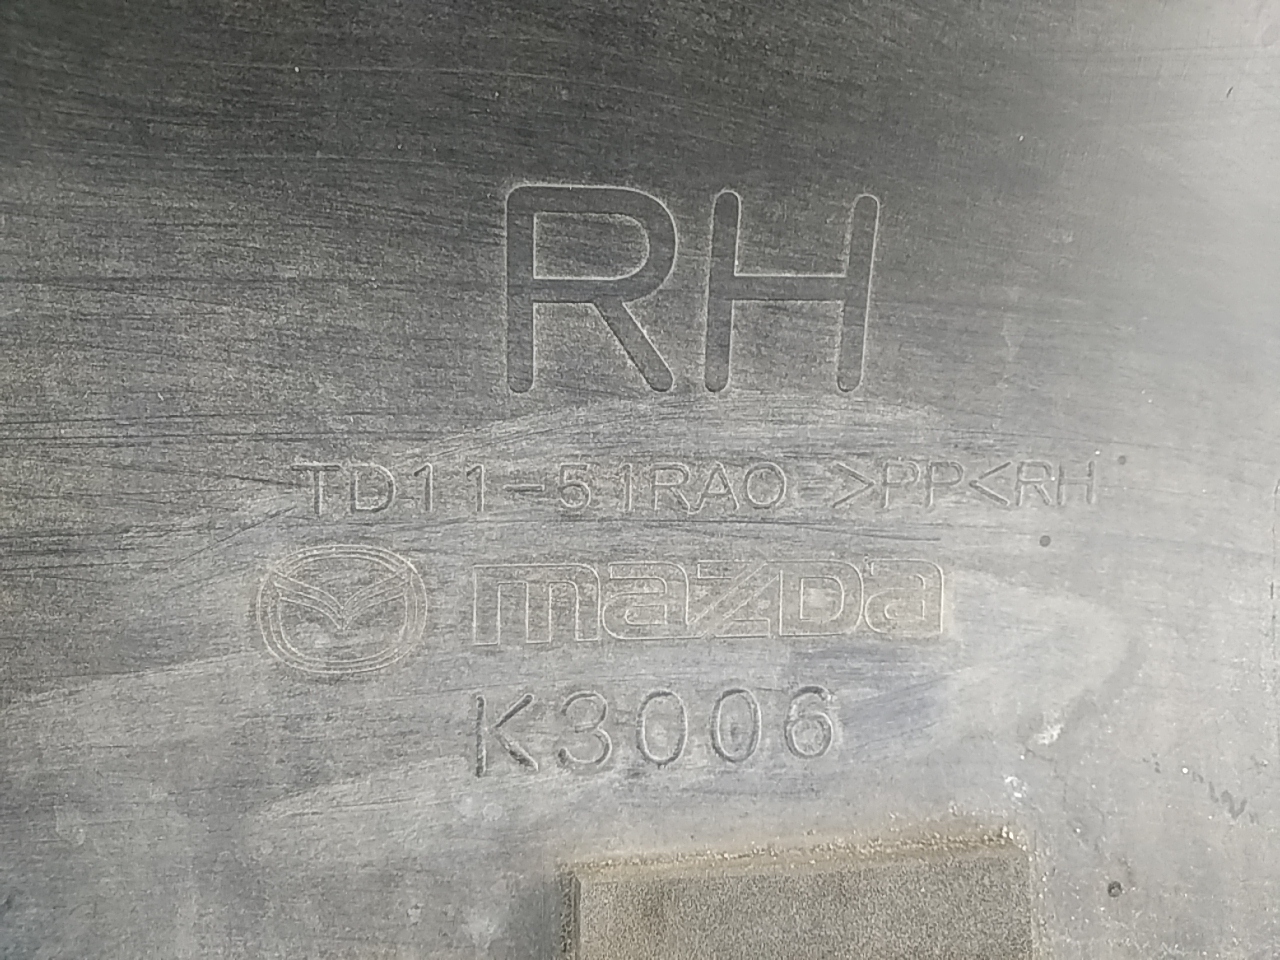 RH
TD11-51RA0 >PP<RH
mazda
K3006